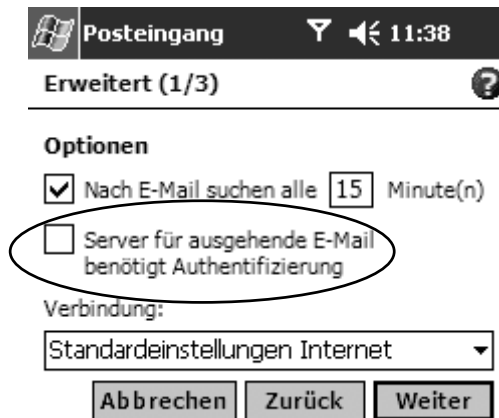 Posteingang 11:38
Erweitert (1/3)
Optionen
Nach E-Mail suchen alle 15 Minute(n)
Server für ausgehende E-Mail
benötigt Authentifizierung
Verbindung:
Standardeinstellungen Internet
Abbrechen Zurück Weiter